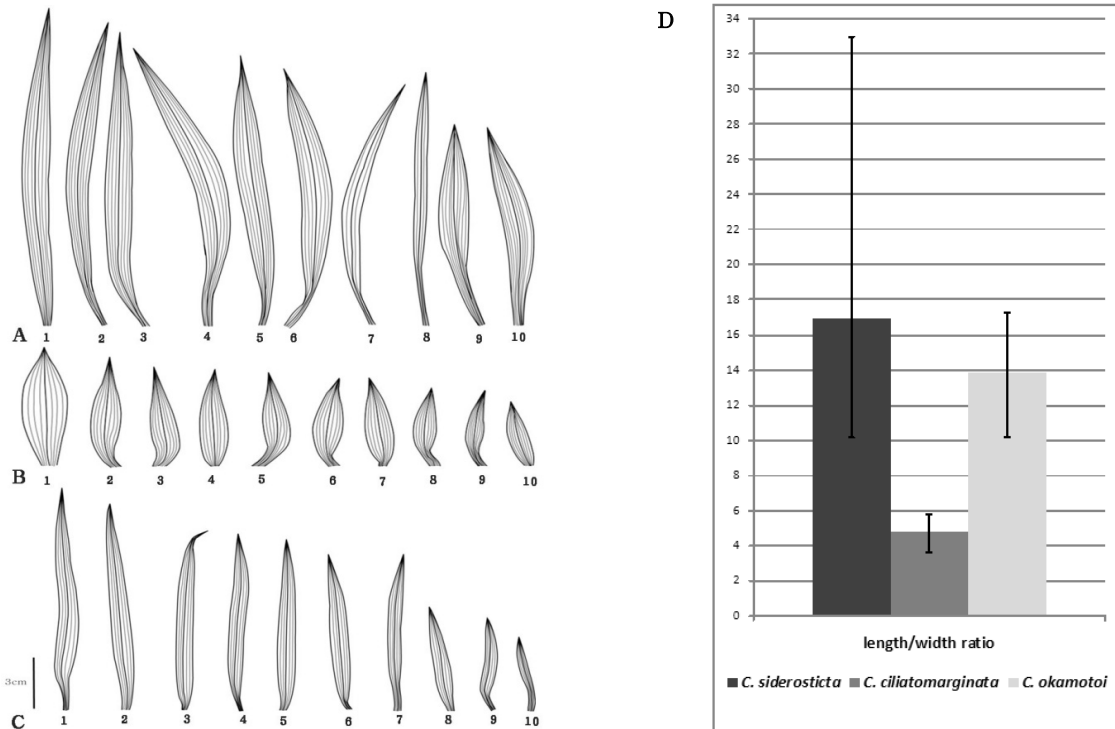 A
1 2 3 4 5 6 7 8 9 10
B
1 2 3 4 5 6 7 8 9 10
3cm
C
1 2 3 4 5 6 7 8 9 10
D
34
32
30
28
26
24
22
20
18
16
14
12
10
8
6
4
2
0
length/width ratio
C. siderosticta C. ciliatomarginata C. okamotoi